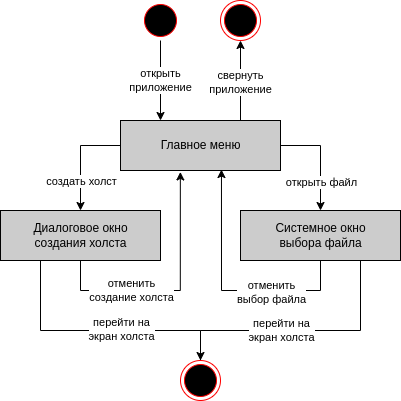 открыть
приложение
свернуть
приложение
Главное меню
создать холст
открыть файл
Диалоговое окно
создания холста
Системное окно
выбора файла
отменить
создание холста
отменить
выбор файла
перейти на
экран холста
перейти на
экран холста